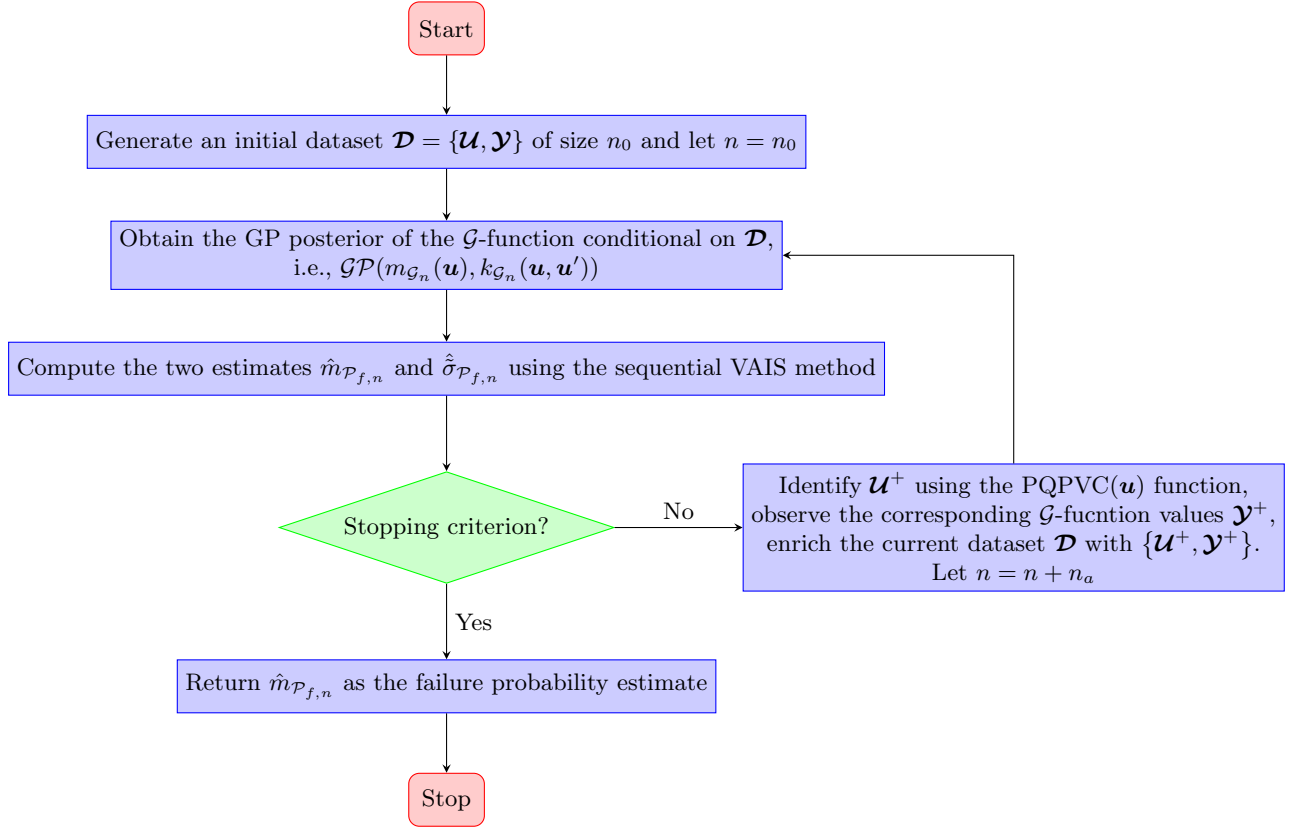 Start
Generate an initial dataset 𝓓 = {𝓤, 𝓨} of size n₀ and let n = n₀
Obtain the GP posterior of the 𝒢-function conditional on 𝓓,
i.e., 𝒢𝒫(m_{𝒢_n}(𝒖), k_{𝒢_n}(𝒖, 𝒖′))
Compute the two estimates m̂_{𝒫_{f,n}} and σ̃̂_{𝒫_{f,n}} using the sequential VAIS method
Stopping criterion?
No
Identify 𝓤⁺ using the PQPVC(𝒖) function,
observe the corresponding 𝒢-fucntion values 𝓨⁺,
enrich the current dataset 𝓓 with {𝓤⁺, 𝓨⁺}.
Let n = n + nₐ
Yes
Return m̂_{𝒫_{f,n}} as the failure probability estimate
Stop